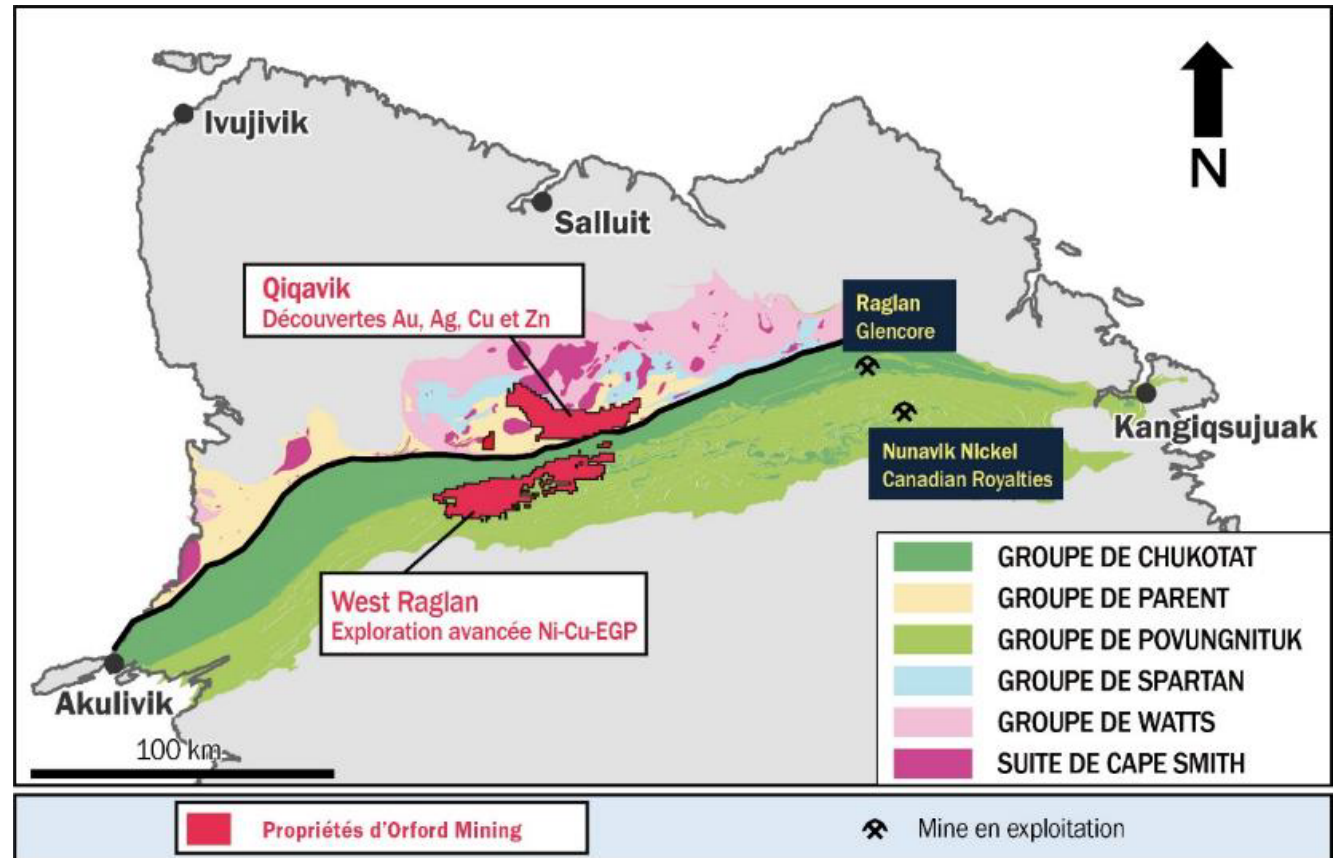 N
Ivujivik
Salluit
Qiqavik
Découvertes Au, Ag, Cu et Zn
Raglan
Glencore
Kangiqsujuak
Nunavik Nickel
Canadian Royalties
West Raglan
Exploration avancée Ni-Cu-EGP
Akulivik
100 km
GROUPE DE CHUKOTAT
GROUPE DE PARENT
GROUPE DE POVUNGNITUK
GROUPE DE SPARTAN
GROUPE DE WATTS
SUITE DE CAPE SMITH
Propriétés d'Orford Mining
Mine en exploitation